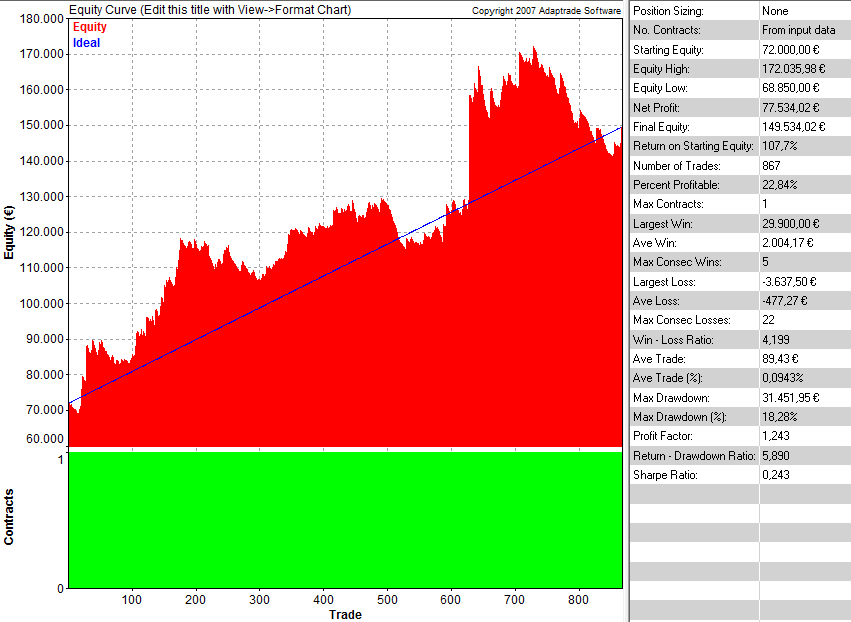 Equity Curve (Edit this title with View->Format Chart)
Copyright 2007 Adaptrade Software
Equity
Ideal
180.000
170.000
160.000
150.000
140.000
130.000
120.000
110.000
100.000
90.000
80.000
70.000
60.000
Equity (€)
1
0
Contracts
100 200 300 400 500 600 700 800
Trade
Position Sizing: None
No. Contracts: From input data
Starting Equity: 72.000,00 €
Equity High: 172.035,98 €
Equity Low: 68.850,00 €
Net Profit: 77.534,02 €
Final Equity: 149.534,02 €
Return on Starting Equity: 107,7%
Number of Trades: 867
Percent Profitable: 22,84%
Max Contracts: 1
Largest Win: 29.900,00 €
Ave Win: 2.004,17 €
Max Consec Wins: 5
Largest Loss: -3.637,50 €
Ave Loss: -477,27 €
Max Consec Losses: 22
Win - Loss Ratio: 4,199
Ave Trade: 89,43 €
Ave Trade (%): 0,0943%
Max Drawdown: 31.451,95 €
Max Drawdown (%): 18,28%
Profit Factor: 1,243
Return - Drawdown Ratio: 5,890
Sharpe Ratio: 0,243